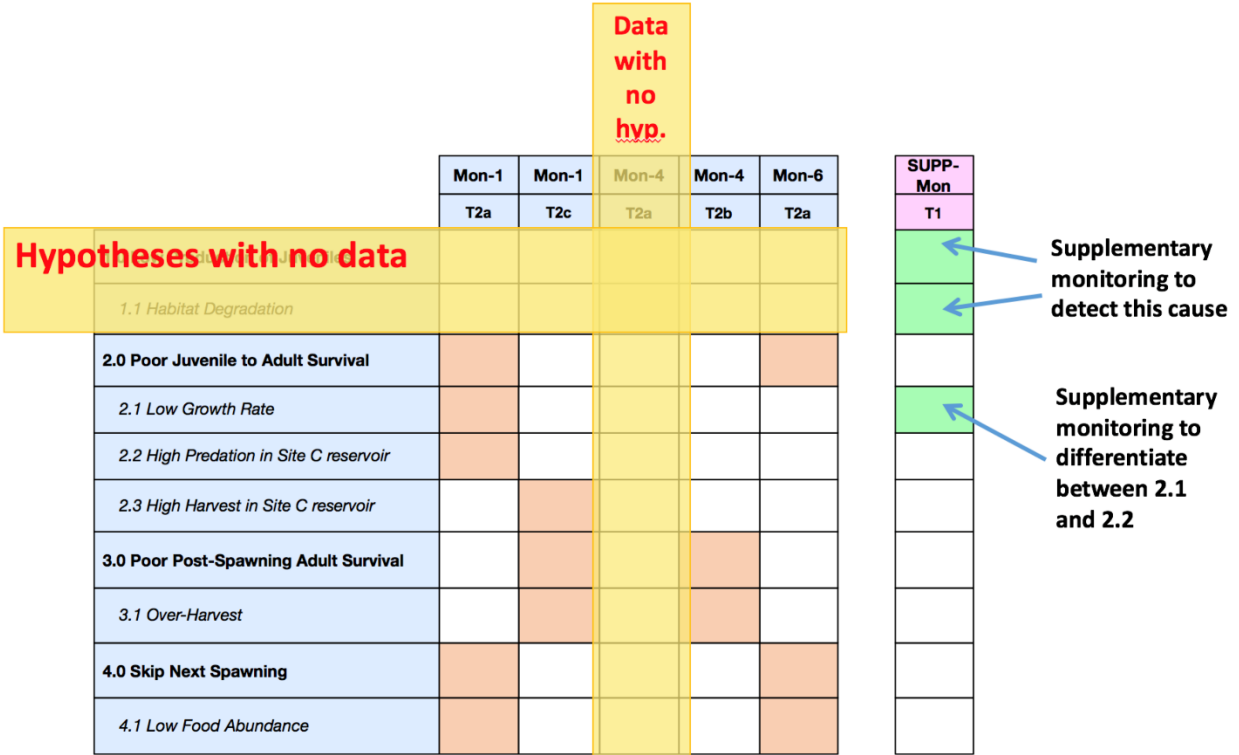 Data
with
no
hyp.
Mon-1 Mon-1 Mon-4 Mon-4 Mon-6
SUPP-
Mon
T2a T2c T2a T2b T2a
T1
Hypotheses with no data
1.1 Habitat Degradation
Supplementary
monitoring to
detect this cause
2.0 Poor Juvenile to Adult Survival
2.1 Low Growth Rate
2.2 High Predation in Site C reservoir
2.3 High Harvest in Site C reservoir
Supplementary
monitoring to
differentiate
between 2.1
and 2.2
3.0 Poor Post-Spawning Adult Survival
3.1 Over-Harvest
4.0 Skip Next Spawning
4.1 Low Food Abundance